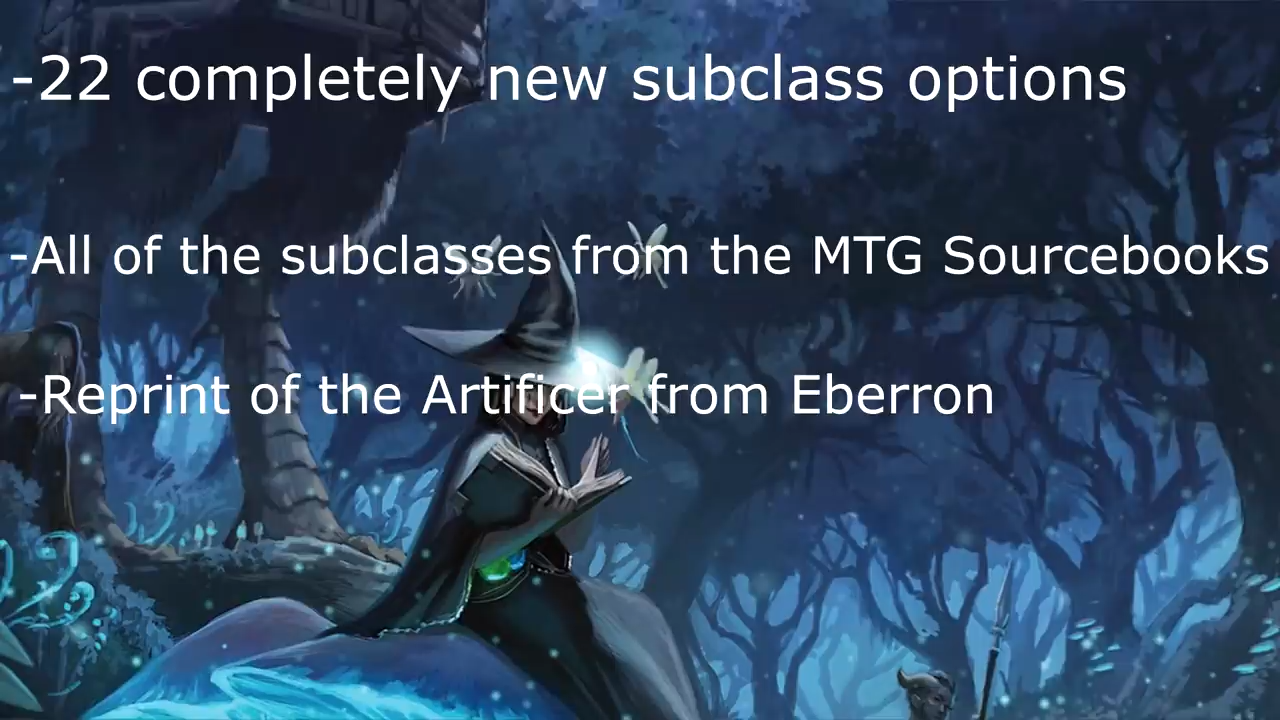 -22 completely new subclass options
-All of the subclasses from the MTG Sourcebooks
-Reprint of the Artificer from Eberron